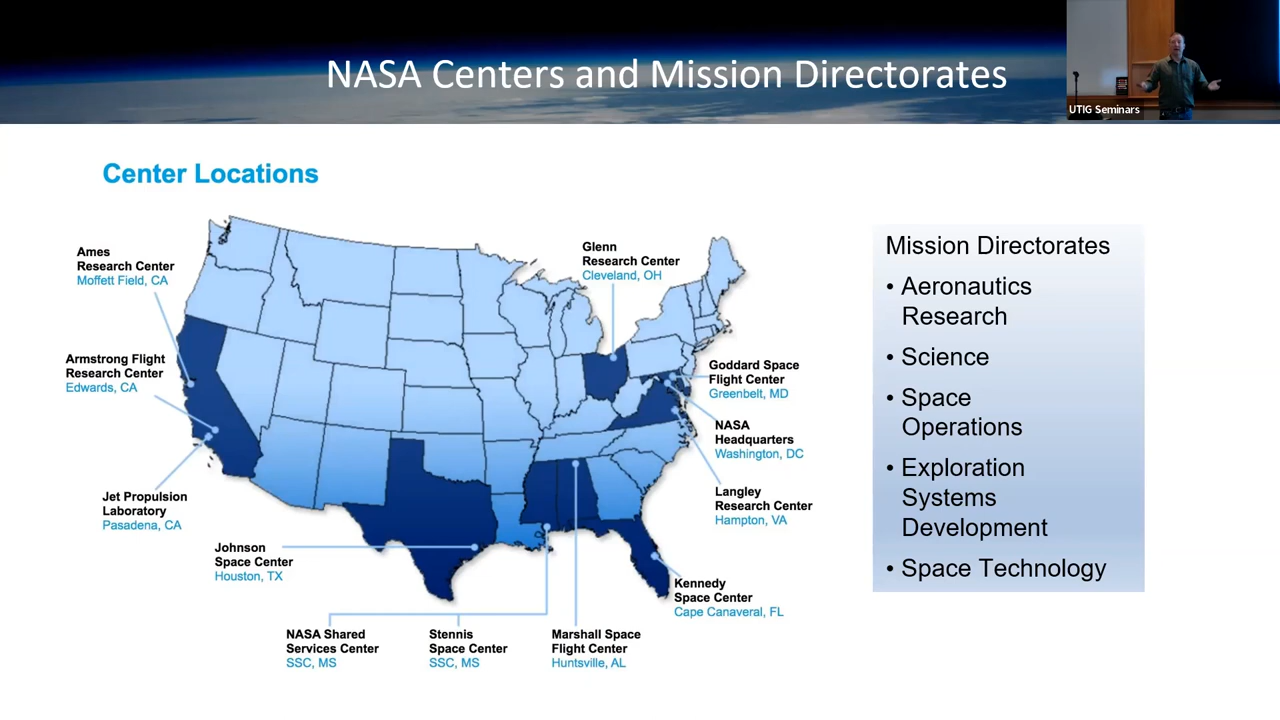 NASA Centers and Mission Directorates
UTIG Seminars
Center Locations
Ames
Research Center
Moffett Field, CA
Armstrong Flight
Research Center
Edwards, CA
Jet Propulsion
Laboratory
Pasadena, CA
Johnson
Space Center
Houston, TX
NASA Shared
Services Center
SSC, MS
Stennis
Space Center
SSC, MS
Marshall Space
Flight Center
Huntsville, AL
Glenn
Research Center
Cleveland, OH
Goddard Space
Flight Center
Greenbelt, MD
NASA
Headquarters
Washington, DC
Langley
Research Center
Hampton, VA
Kennedy
Space Center
Cape Canaveral, FL
Mission Directorates
• Aeronautics
Research
• Science
• Space
Operations
• Exploration
Systems
Development
• Space Technology